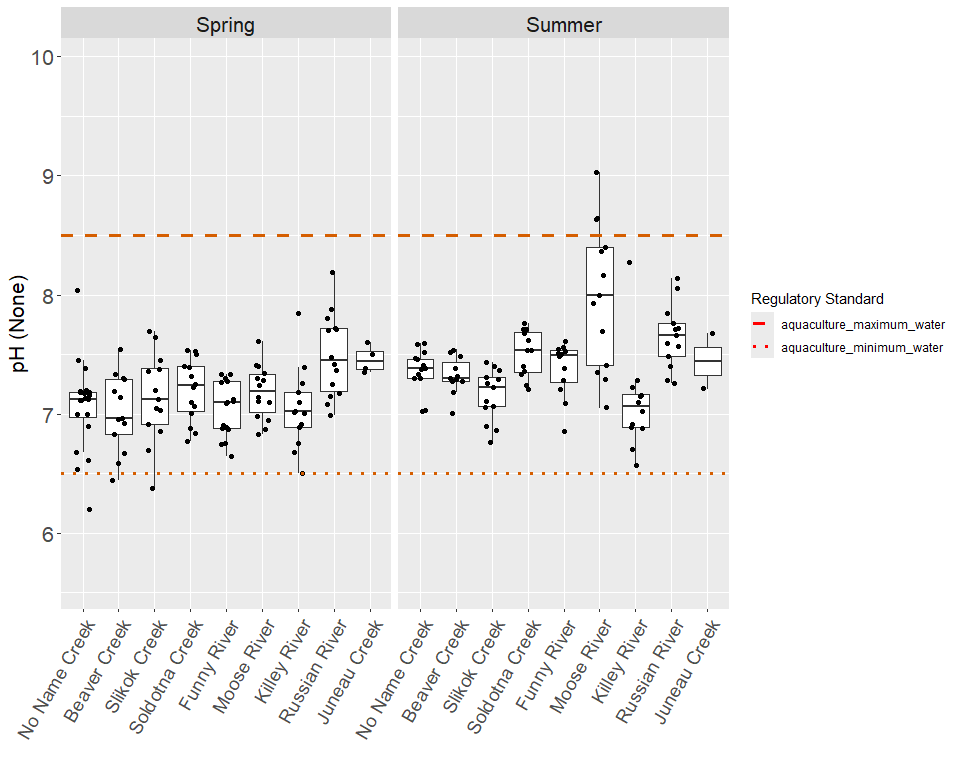 Spring
Summer
pH (None)
10
9
8
7
6
No Name Creek
Beaver Creek
Slikok Creek
Soldotna Creek
Funny River
Moose River
Killey River
Russian River
Juneau Creek
No Name Creek
Beaver Creek
Slikok Creek
Soldotna Creek
Funny River
Moose River
Killey River
Russian River
Juneau Creek
Regulatory Standard
aquaculture_maximum_water
aquaculture_minimum_water